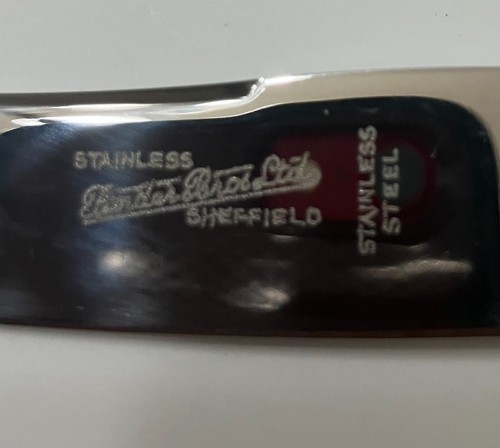 STAINLESS
Pinder Bros Ltd
SHEFFIELD
STAINLESS
STEEL